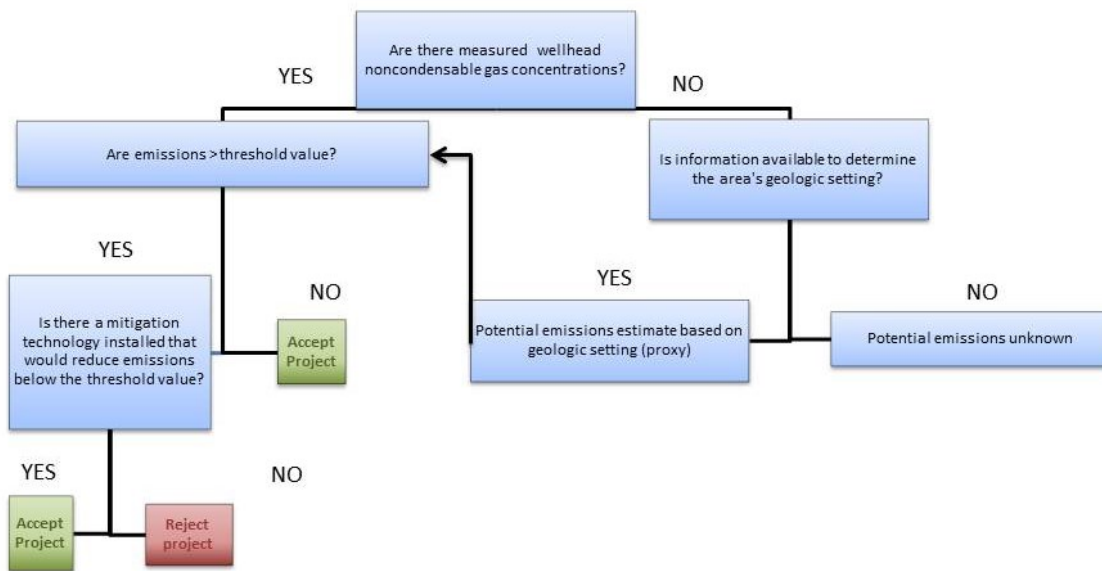 Are there measured wellhead
noncondensable gas concentrations?
YES
NO
Are emissions > threshold value?
Is information available to determine
the area's geologic setting?
YES
NO
YES
NO
Is there a mitigation
technology installed that
would reduce emissions
below the threshold value?
Accept
Project
Potential emissions estimate based on
geologic setting (proxy)
Potential emissions unknown
YES
NO
Accept
Project
Reject
project